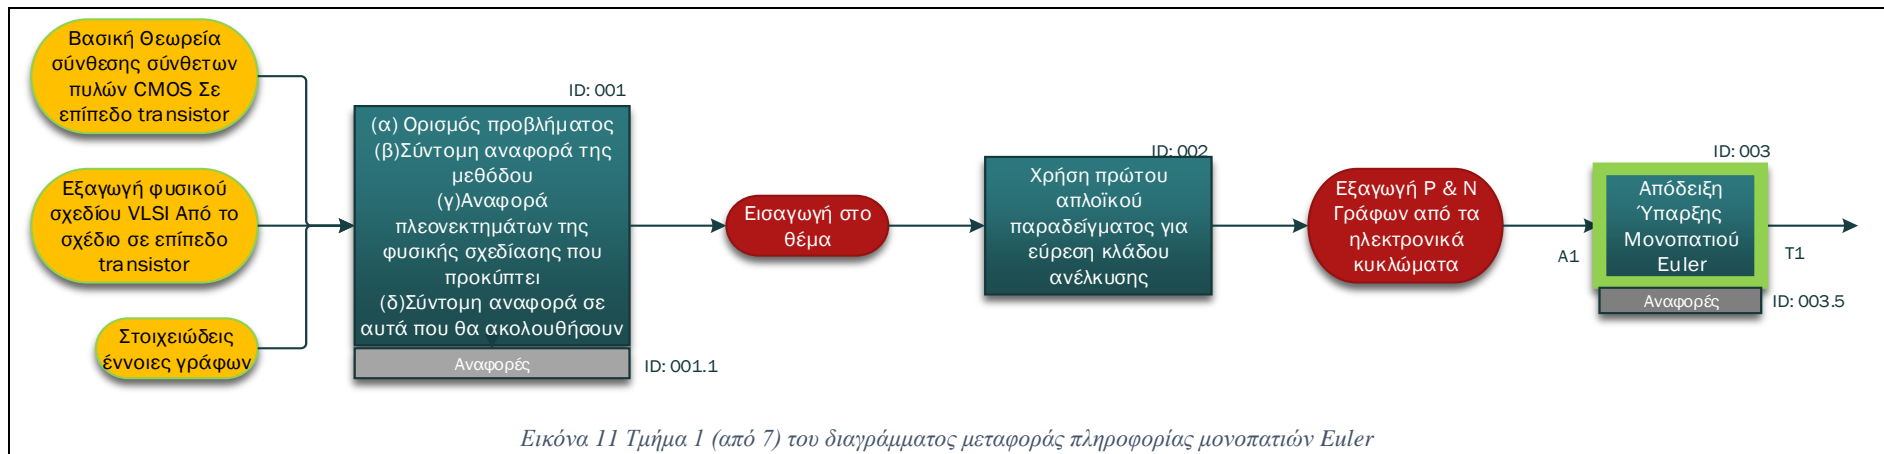 Βασική Θεωρεία
σύνθεσης σύνθετων
πυλών CMOS Σε
επίπεδο transistor
Εξαγωγή φυσικού
σχεδίου VLSI Από το
σχέδιο σε επίπεδο
transistor
Στοιχειώδεις
έννοιες γράφων
ID: 001
(α) Ορισμός προβλήματος
(β)Σύντομη αναφορά της
μεθόδου
(γ)Αναφορά
πλεονεκτημάτων της
φυσικής σχεδίασης που
προκύπτει
(δ)Σύντομη αναφορά σε
αυτά που θα ακολουθήσουν
Αναφορές
ID: 001.1
Εισαγωγή στο
θέμα
ID: 002
Χρήση πρώτου
απλοϊκού
παραδείγματος για
εύρεση κλάδου
ανέλκυσης
Εξαγωγή P & N
Γράφων από τα
ηλεκτρονικά
κυκλώματα
A1
ID: 003
Απόδειξη
Ύπαρξης
Μονοπατιού
Euler
T1
Αναφορές
ID: 003.5
Εικόνα 11 Τμήμα 1 (από 7) του διαγράμματος μεταφοράς πληροφορίας μονοπατιών Euler